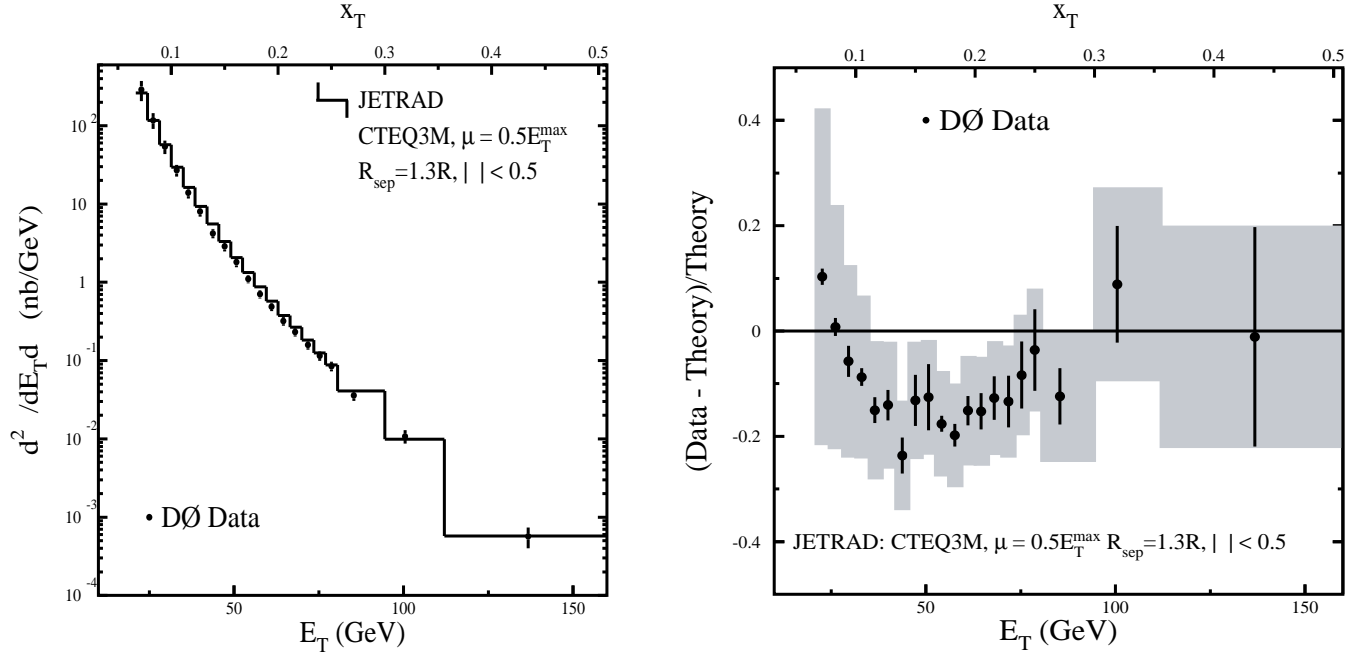 x_T
0.1 0.2 0.3 0.4 0.5
JETRAD
CTEQ3M, μ = 0.5E_T^max
R_sep=1.3R, | | < 0.5
10^2
10
1
10^-1
10^-2
10^-3
10^-4
d^2 /dE_T d (nb/GeV)
DØ Data
50 100 150
E_T (GeV)
x_T
0.1 0.2 0.3 0.4 0.5
DØ Data
0.4
0.2
0
-0.2
-0.4
(Data - Theory)/Theory
JETRAD: CTEQ3M, μ = 0.5E_T^max R_sep=1.3R, | | < 0.5
50 100 150
E_T (GeV)